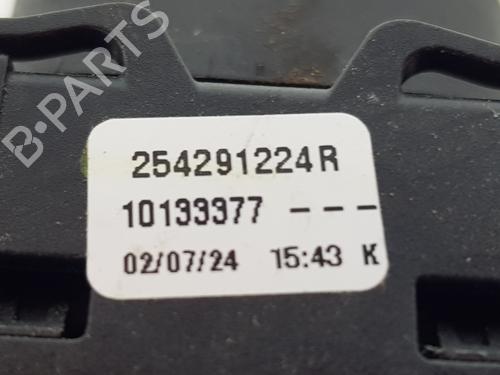 B-PARTS
254291224R
10133377 ---
02/07/24 15:43 K